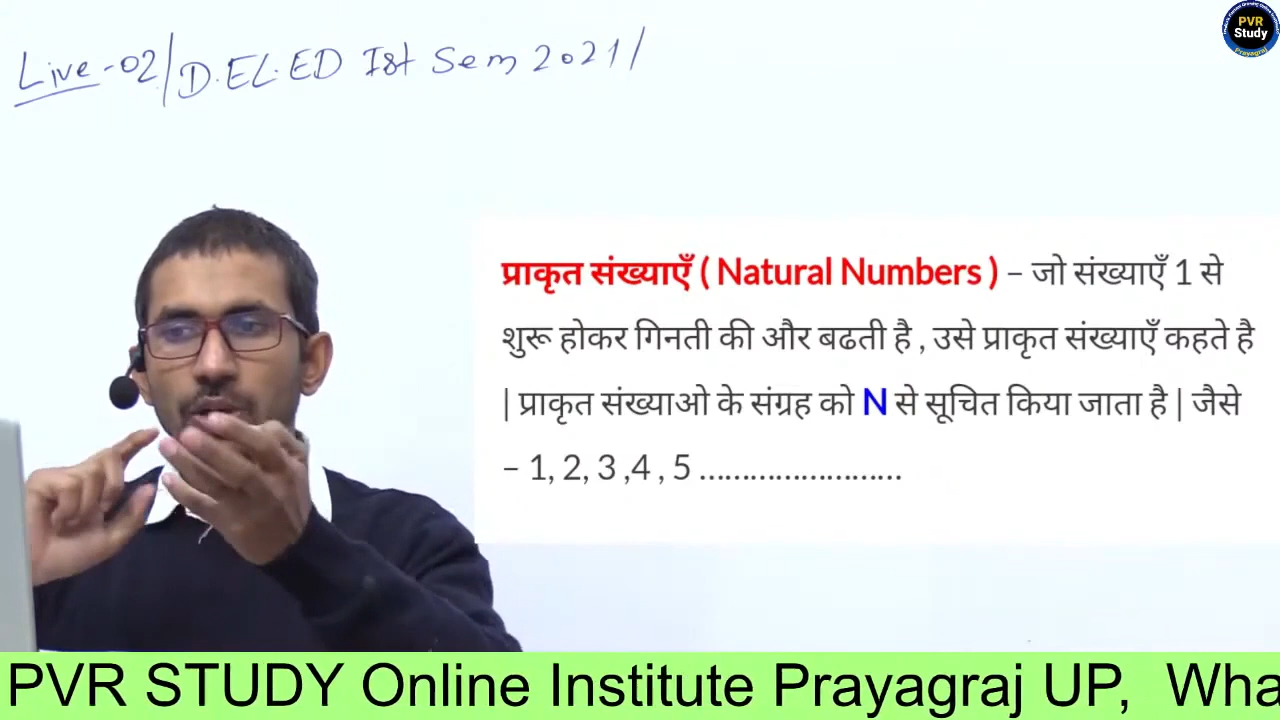 Live-02/D.EL.ED Ist Sem 2021/
PVR
Study
Prayagraj
प्राकृत संख्याएँ ( Natural Numbers ) – जो संख्याएँ 1 से
शुरू होकर गिनती की और बढती है , उसे प्राकृत संख्याएँ कहते है
| प्राकृत संख्याओ के संग्रह को N से सूचित किया जाता है | जैसे
– 1, 2, 3 ,4 , 5 ........................
PVR STUDY Online Institute Prayagraj UP, Wha